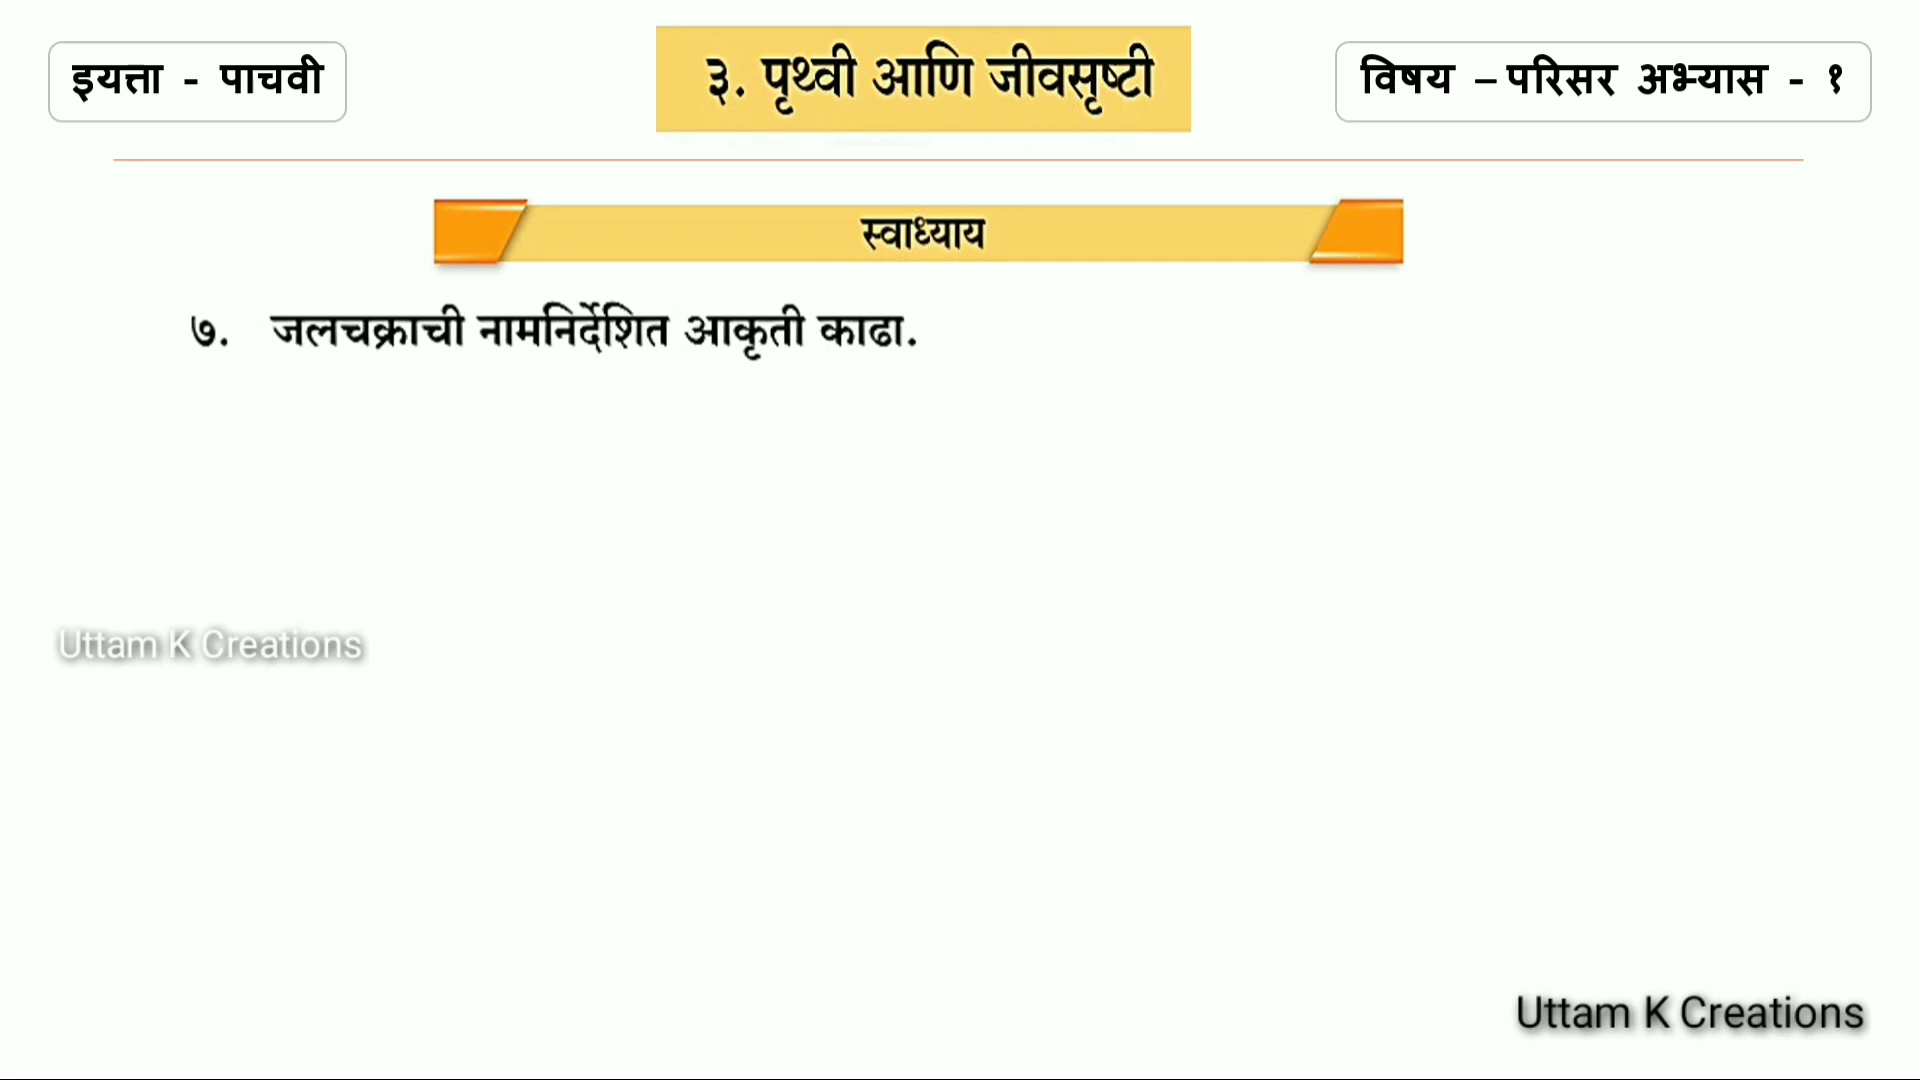 इयत्ता - पाचवी
३. पृथ्वी आणि जीवसृष्टी
विषय – परिसर अभ्यास - १
स्वाध्याय
७. जलचक्राची नामनिर्देशित आकृती काढा.
Uttam K Creations
Uttam K Creations